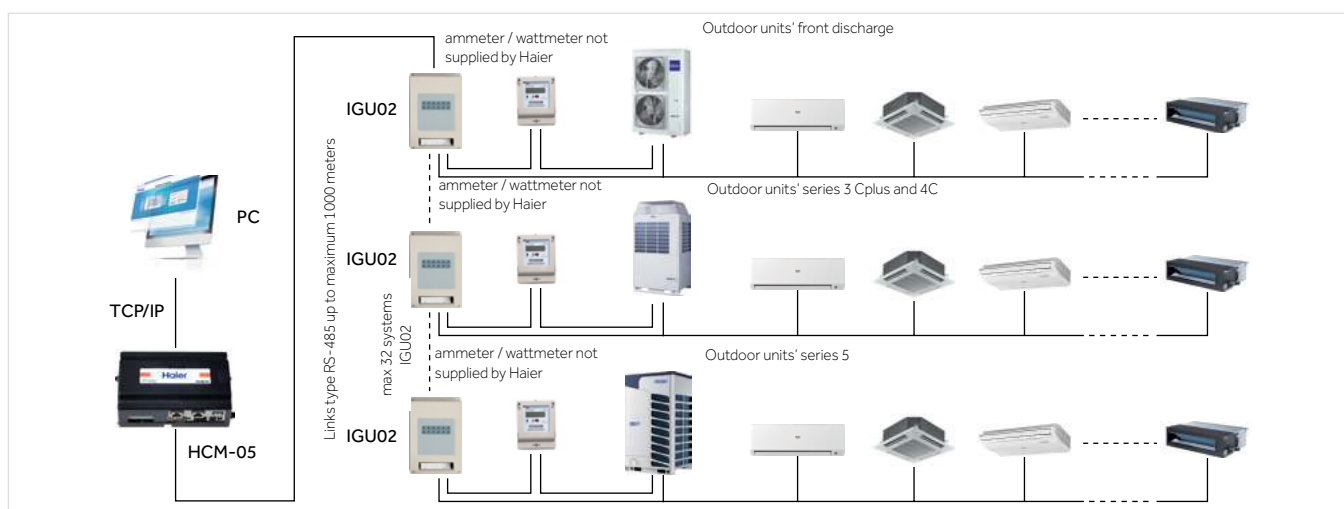 Outdoor units' front discharge
ammeter / wattmeter not
supplied by Haier
IGU02
ammeter / wattmeter not
supplied by Haier
Outdoor units' series 3 Cplus and 4C
PC
IGU02
Links type RS-485 up to maximum 1000 meters
max 32 systems
IGU02
TCP/IP
ammeter / wattmeter not
supplied by Haier
Outdoor units' series 5
Haier
IGU02
HCM-05